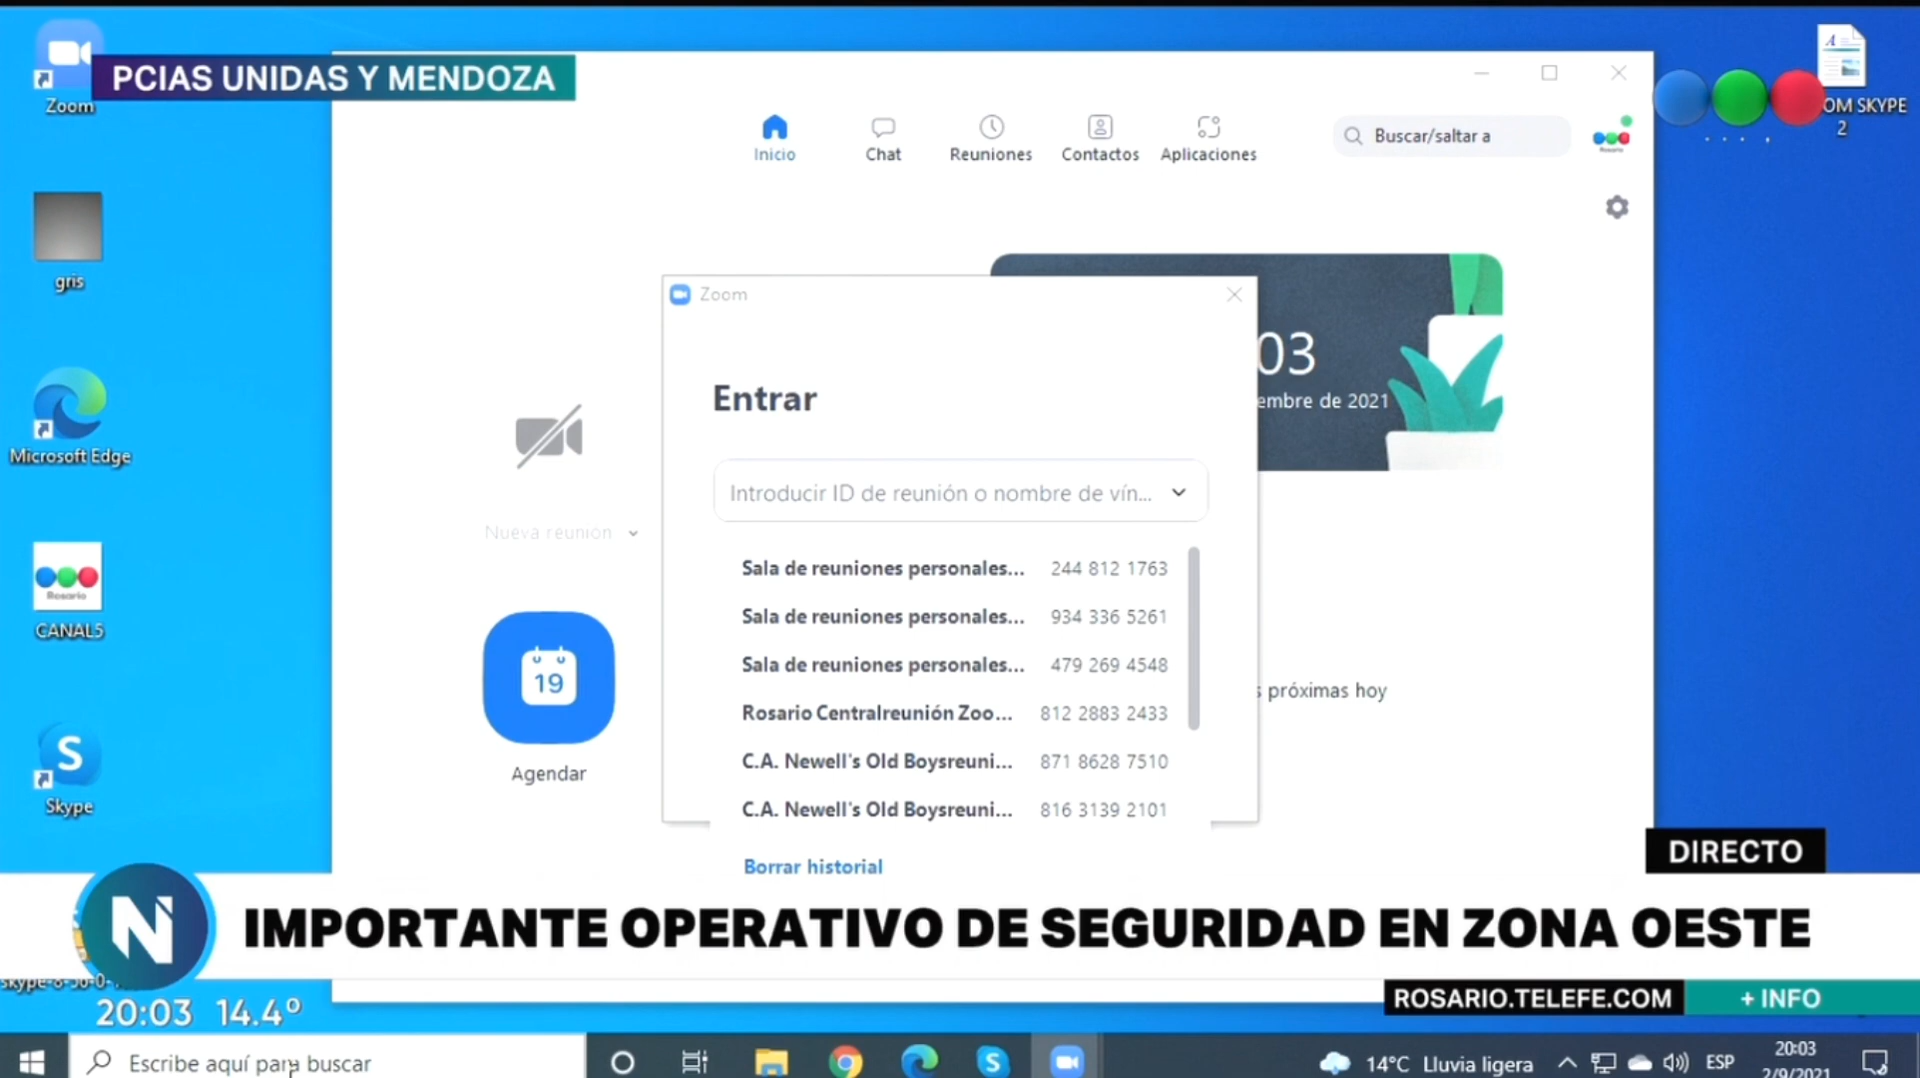 Zoom
PCIAS UNIDAS Y MENDOZA
OM SKYPE
2
Inicio
Chat
Reuniones
Contactos
Aplicaciones
Buscar/saltar a
Rosario
gris
Zoom
03
embre de 2021
Entrar
Introducir ID de reunión o nombre de vín...
Microsoft Edge
Nueva reunión
Sala de reuniones personales... 244 812 1763
Sala de reuniones personales... 934 336 5261
Sala de reuniones personales... 479 269 4548
Rosario Centralreunión Zoo... 812 2883 2433
C.A. Newell's Old Boysreuni... 871 8628 7510
C.A. Newell's Old Boysreuni... 816 3139 2101
Borrar historial
s próximas hoy
Rosario
CANAL5
19
Agendar
S
Skype
DIRECTO
N
IMPORTANTE OPERATIVO DE SEGURIDAD EN ZONA OESTE
20:03 14.4°
ROSARIO.TELEFE.COM
+ INFO
Escribe aquí para buscar
S
14°C Lluvia ligera
ESP
20:03
2/9/2021